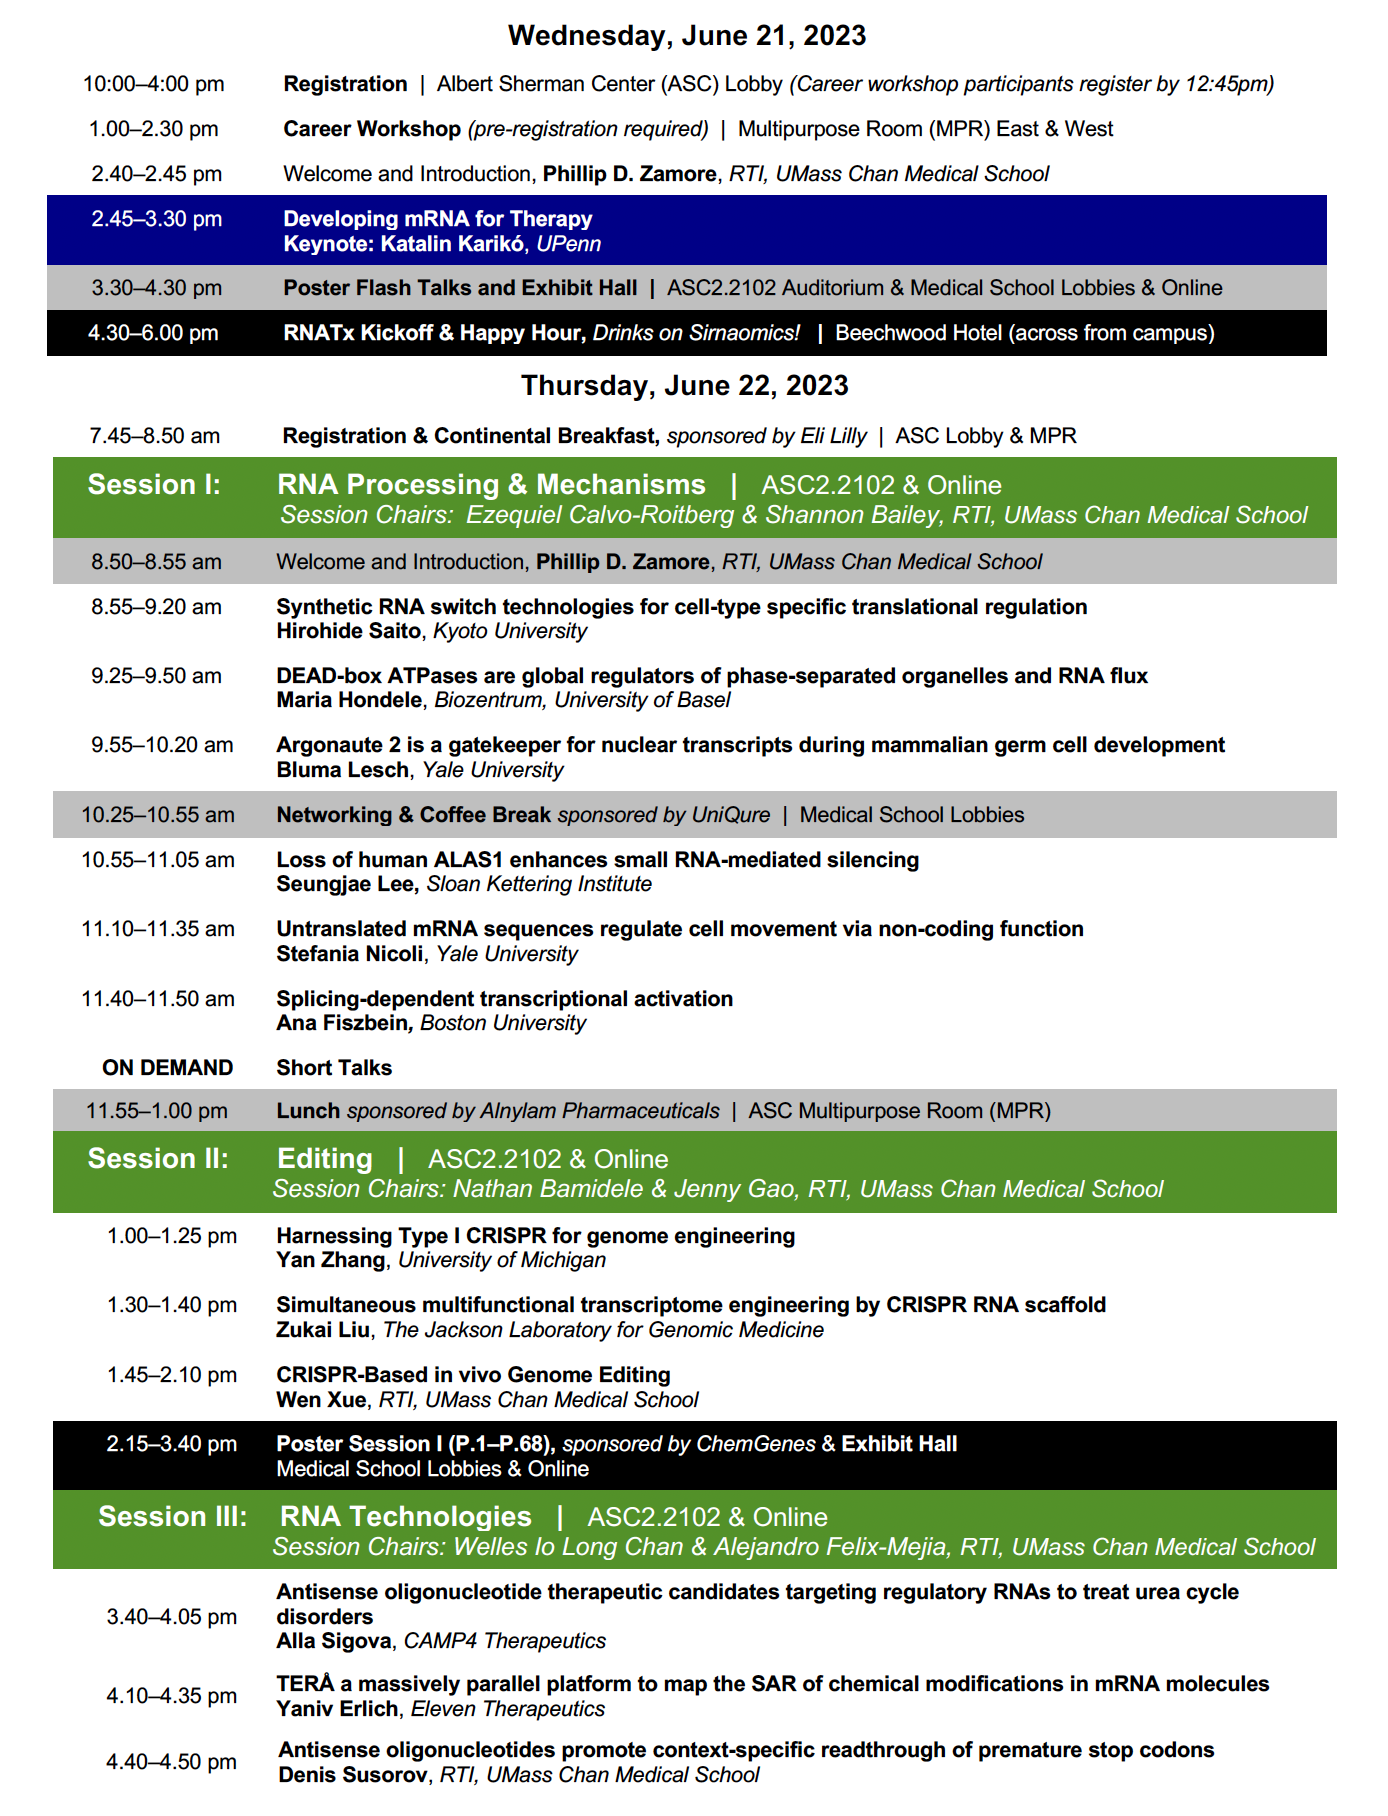 Wednesday, June 21, 2023
10:00–4:00 pm Registration | Albert Sherman Center (ASC) Lobby (Career workshop participants register by 12:45pm)
1.00–2.30 pm Career Workshop (pre-registration required) | Multipurpose Room (MPR) East & West
2.40–2.45 pm Welcome and Introduction, Phillip D. Zamore, RTI, UMass Chan Medical School
2.45–3.30 pm Developing mRNA for Therapy
Keynote: Katalin Karikó, UPenn
3.30–4.30 pm Poster Flash Talks and Exhibit Hall | ASC2.2102 Auditorium & Medical School Lobbies & Online
4.30–6.00 pm RNATx Kickoff & Happy Hour, Drinks on Sirnaomics! | Beechwood Hotel (across from campus)
Thursday, June 22, 2023
7.45–8.50 am Registration & Continental Breakfast, sponsored by Eli Lilly | ASC Lobby & MPR
Session I: RNA Processing & Mechanisms | ASC2.2102 & Online
Session Chairs: Ezequiel Calvo-Roitberg & Shannon Bailey, RTI, UMass Chan Medical School
8.50–8.55 am Welcome and Introduction, Phillip D. Zamore, RTI, UMass Chan Medical School
8.55–9.20 am Synthetic RNA switch technologies for cell-type specific translational regulation
Hirohide Saito, Kyoto University
9.25–9.50 am DEAD-box ATPases are global regulators of phase-separated organelles and RNA flux
Maria Hondele, Biozentrum, University of Basel
9.55–10.20 am Argonaute 2 is a gatekeeper for nuclear transcripts during mammalian germ cell development
Bluma Lesch, Yale University
10.25–10.55 am Networking & Coffee Break sponsored by UniQure | Medical School Lobbies
10.55–11.05 am Loss of human ALAS1 enhances small RNA-mediated silencing
Seungjae Lee, Sloan Kettering Institute
11.10–11.35 am Untranslated mRNA sequences regulate cell movement via non-coding function
Stefania Nicoli, Yale University
11.40–11.50 am Splicing-dependent transcriptional activation
Ana Fiszbein, Boston University
ON DEMAND Short Talks
11.55–1.00 pm Lunch sponsored by Alnylam Pharmaceuticals | ASC Multipurpose Room (MPR)
Session II: Editing | ASC2.2102 & Online
Session Chairs: Nathan Bamidele & Jenny Gao, RTI, UMass Chan Medical School
1.00–1.25 pm Harnessing Type I CRISPR for genome engineering
Yan Zhang, University of Michigan
1.30–1.40 pm Simultaneous multifunctional transcriptome engineering by CRISPR RNA scaffold
Zukai Liu, The Jackson Laboratory for Genomic Medicine
1.45–2.10 pm CRISPR-Based in vivo Genome Editing
Wen Xue, RTI, UMass Chan Medical School
2.15–3.40 pm Poster Session I (P.1–P.68), sponsored by ChemGenes & Exhibit Hall
Medical School Lobbies & Online
Session III: RNA Technologies | ASC2.2102 & Online
Session Chairs: Welles Io Long Chan & Alejandro Felix-Mejia, RTI, UMass Chan Medical School
Antisense oligonucleotide therapeutic candidates targeting regulatory RNAs to treat urea cycle
3.40–4.05 pm disorders
Alla Sigova, CAMP4 Therapeutics
4.10–4.35 pm TERÅ a massively parallel platform to map the SAR of chemical modifications in mRNA molecules
Yaniv Erlich, Eleven Therapeutics
4.40–4.50 pm Antisense oligonucleotides promote context-specific readthrough of premature stop codons
Denis Susorov, RTI, UMass Chan Medical School